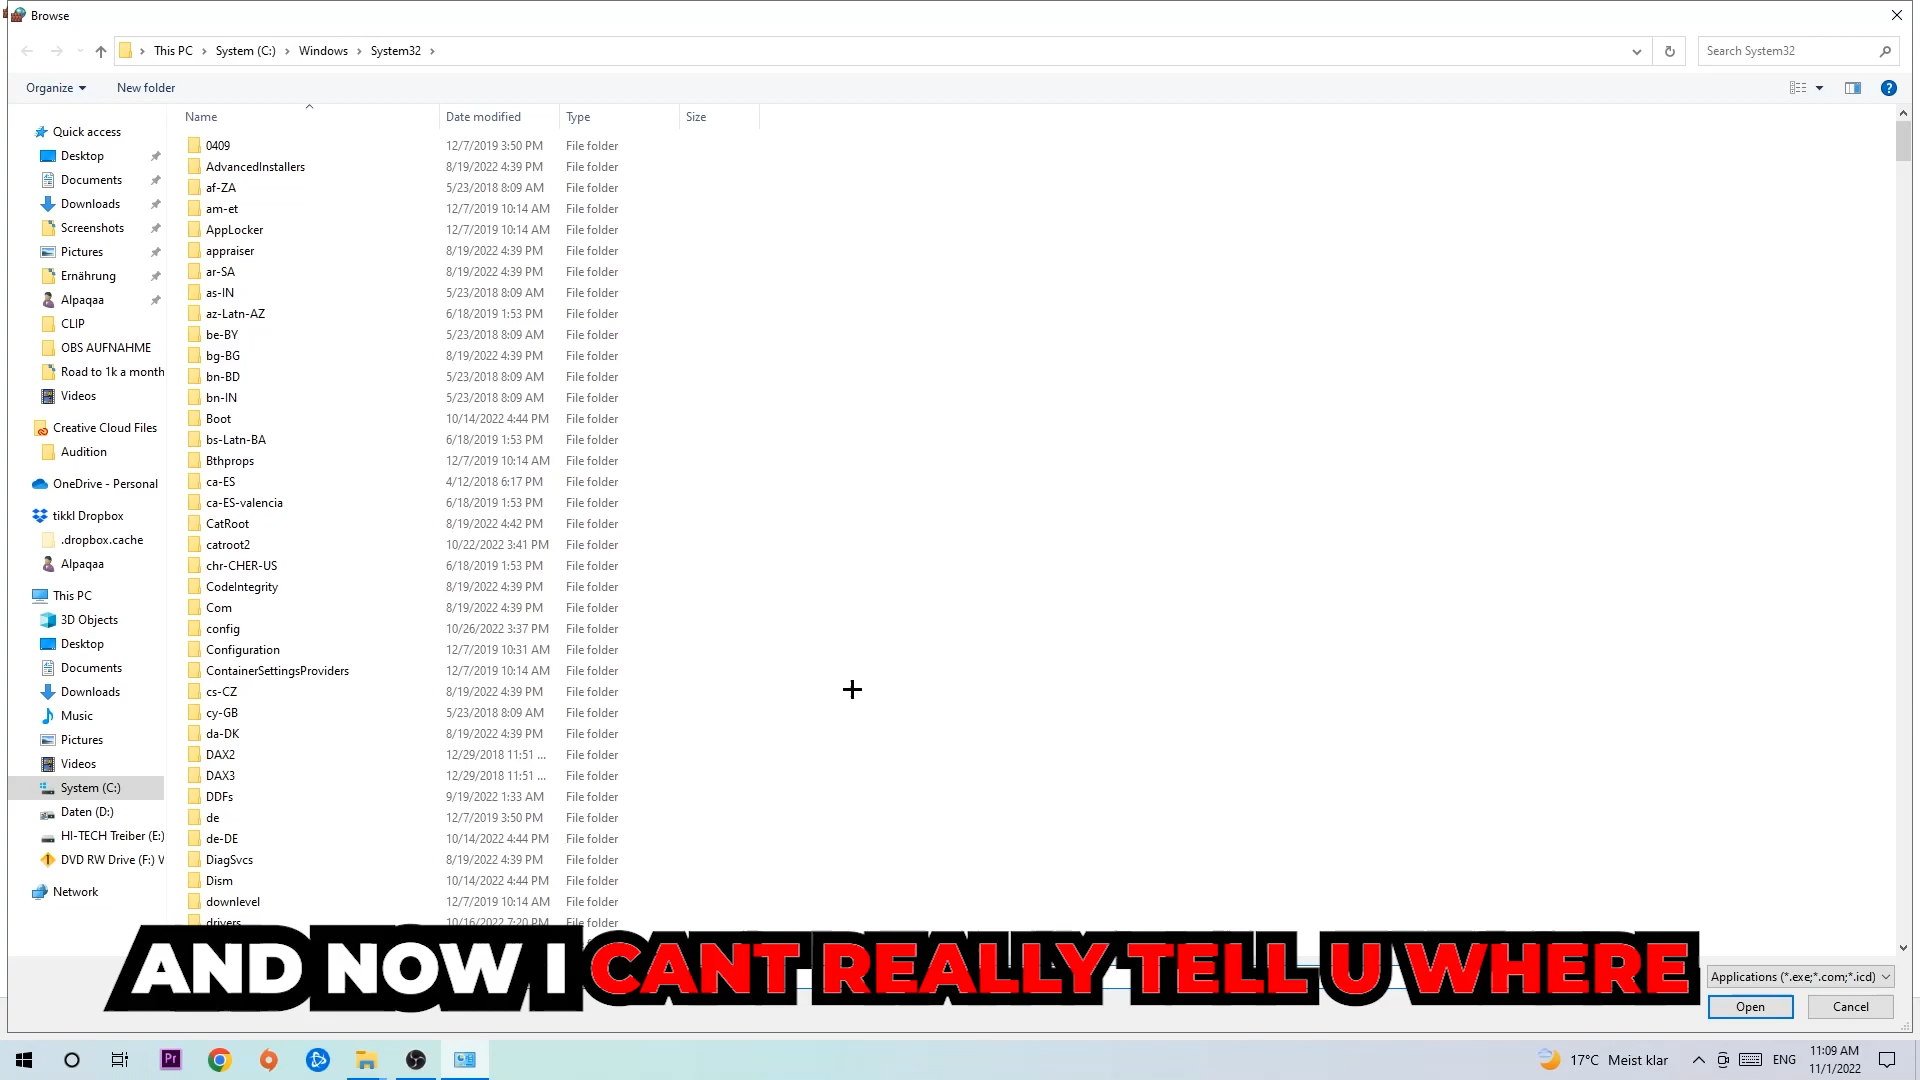 Browse
This PC > System (C:) > Windows > System32 >
Search System32
Organize
New folder
Name Date modified Type Size
Quick access
Desktop
Documents
Downloads
Screenshots
Pictures
Ernährung
Alpaqaa
CLIP
OBS AUFNAHME
Road to 1k a month
Videos
Creative Cloud Files
Audition
OneDrive - Personal
tikkl Dropbox
.dropbox.cache
Alpaqaa
This PC
3D Objects
Desktop
Documents
Downloads
Music
Pictures
Videos
System (C:)
Daten (D:)
HI-TECH Treiber (E:)
DVD RW Drive (F:) V
Network
0409 12/7/2019 3:50 PM File folder
AdvancedInstallers 8/19/2022 4:39 PM File folder
af-ZA 5/23/2018 8:09 AM File folder
am-et 12/7/2019 10:14 AM File folder
AppLocker 12/7/2019 10:14 AM File folder
appraiser 8/19/2022 4:39 PM File folder
ar-SA 8/19/2022 4:39 PM File folder
as-IN 5/23/2018 8:09 AM File folder
az-Latn-AZ 6/18/2019 1:53 PM File folder
be-BY 5/23/2018 8:09 AM File folder
bg-BG 8/19/2022 4:39 PM File folder
bn-BD 5/23/2018 8:09 AM File folder
bn-IN 5/23/2018 8:09 AM File folder
Boot 10/14/2022 4:44 PM File folder
bs-Latn-BA 6/18/2019 1:53 PM File folder
Bthprops 12/7/2019 10:14 AM File folder
ca-ES 4/12/2018 6:17 PM File folder
ca-ES-valencia 6/18/2019 1:53 PM File folder
CatRoot 8/19/2022 4:42 PM File folder
catroot2 10/22/2022 3:41 PM File folder
chr-CHER-US 6/18/2019 1:53 PM File folder
CodeIntegrity 8/19/2022 4:39 PM File folder
Com 8/19/2022 4:39 PM File folder
config 10/26/2022 3:37 PM File folder
Configuration 12/7/2019 10:31 AM File folder
ContainerSettingsProviders 12/7/2019 10:14 AM File folder
cs-CZ 8/19/2022 4:39 PM File folder
cy-GB 5/23/2018 8:09 AM File folder
da-DK 8/19/2022 4:39 PM File folder
DAX2 12/29/2018 11:51 ... File folder
DAX3 12/29/2018 11:51 ... File folder
DDFs 9/19/2022 1:33 AM File folder
de 12/7/2019 3:50 PM File folder
de-DE 10/14/2022 4:44 PM File folder
DiagSvcs 8/19/2022 4:39 PM File folder
Dism 10/14/2022 4:44 PM File folder
downlevel 12/7/2019 10:14 AM File folder
drivers 10/16/2022 7:20 PM File folder
AND NOW I CANT REALLY TELL U WHERE
Applications (*.exe;*.com;*.icd)
Open Cancel
Pr
17°C Meist klar
ENG
11:09 AM
11/1/2022